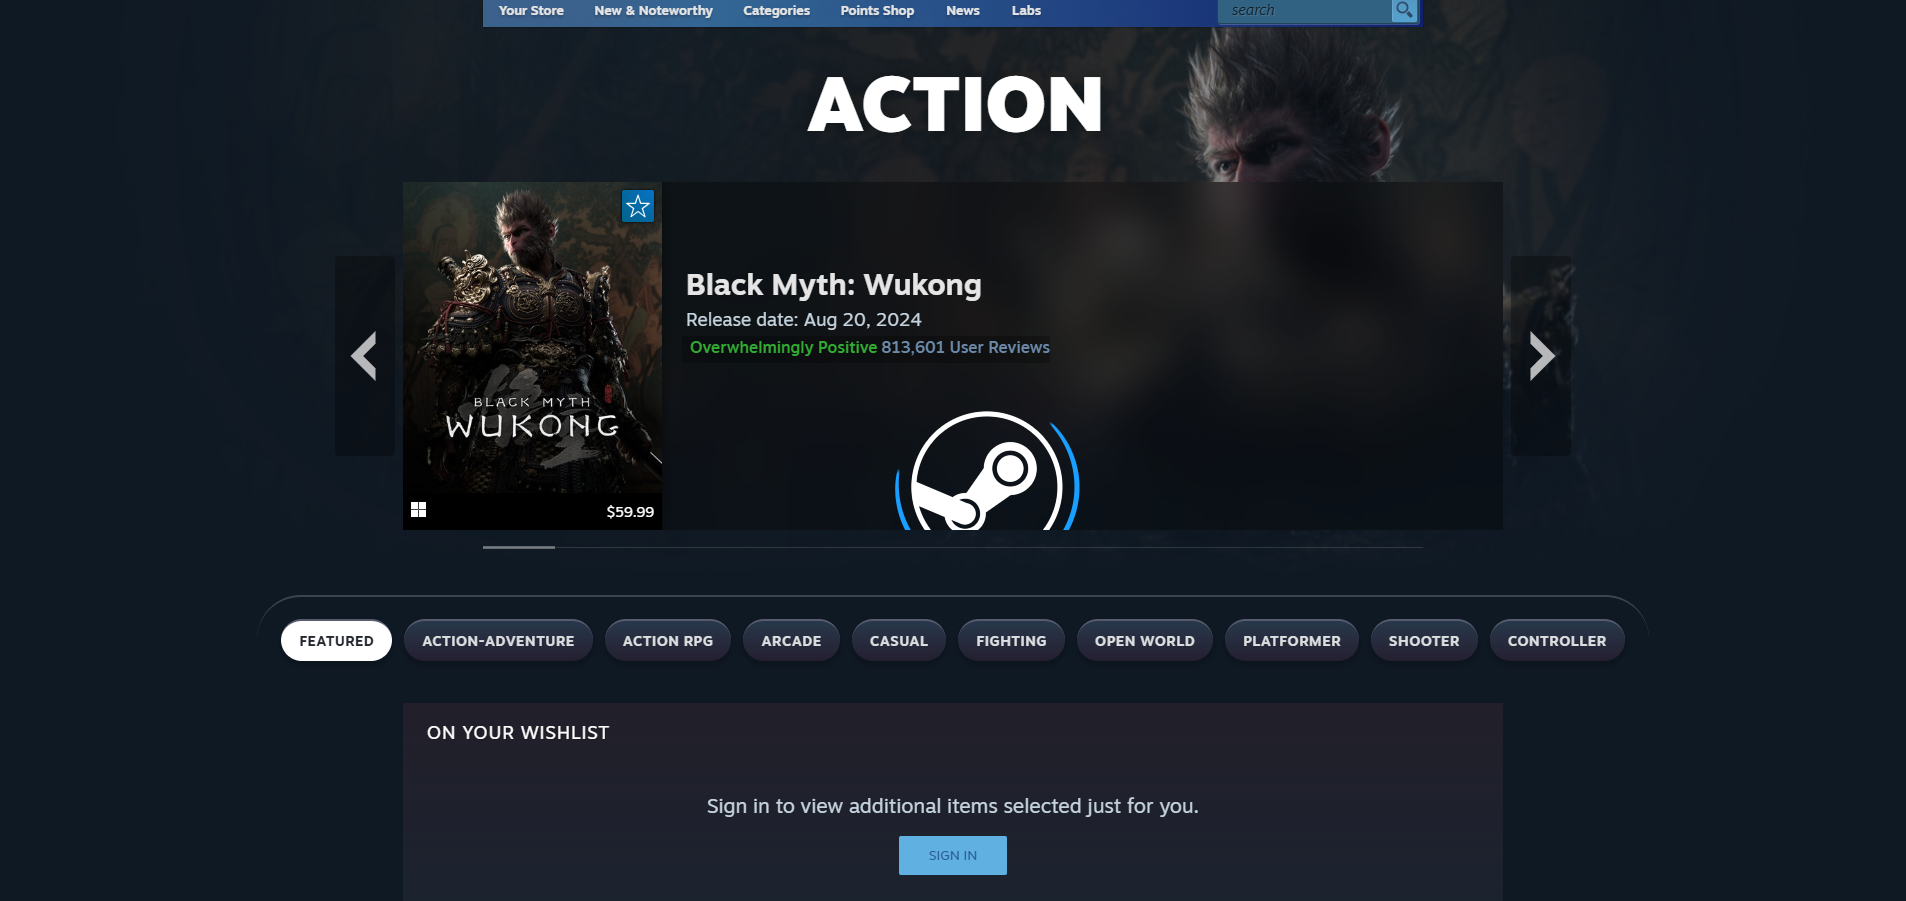 Your Store New & Noteworthy Categories Points Shop News Labs search
ACTION
Black Myth: Wukong
Release date: Aug 20, 2024
Overwhelmingly Positive 813,601 User Reviews
BLACK MYTH
WUKONG
$59.99
FEATURED ACTION-ADVENTURE ACTION RPG ARCADE CASUAL FIGHTING OPEN WORLD PLATFORMER SHOOTER CONTROLLER
ON YOUR WISHLIST
Sign in to view additional items selected just for you.
SIGN IN